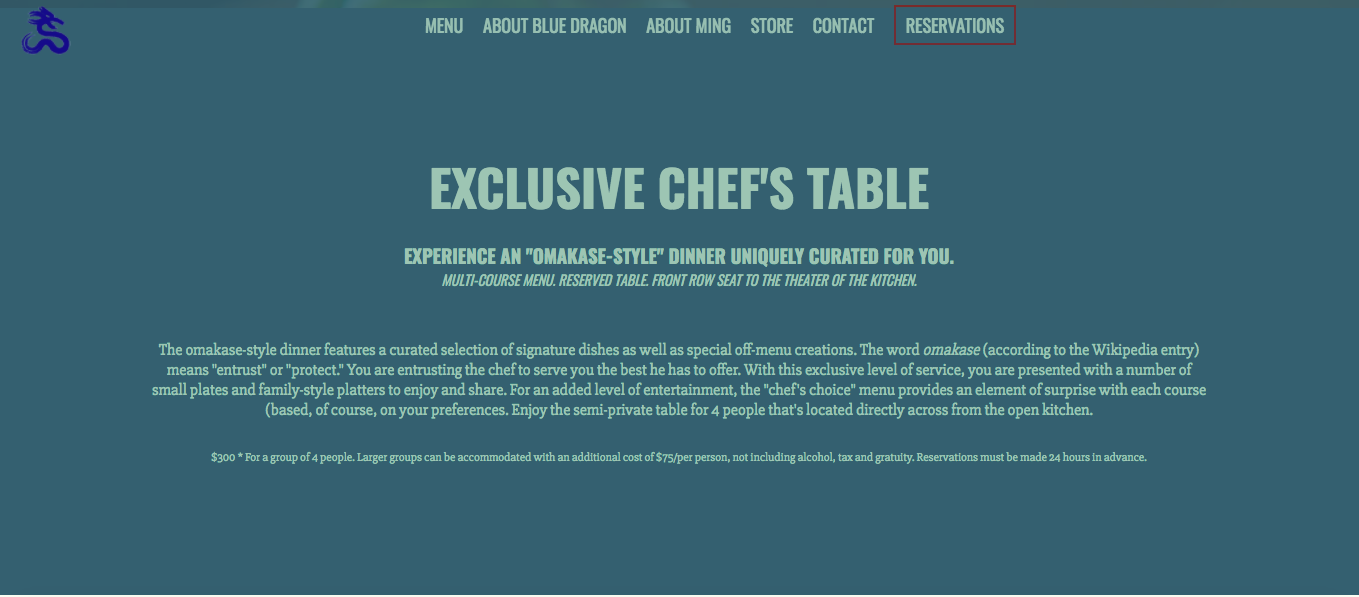 MENU ABOUT BLUE DRAGON ABOUT MING STORE CONTACT RESERVATIONS
EXCLUSIVE CHEF'S TABLE
EXPERIENCE AN "OMAKASE-STYLE" DINNER UNIQUELY CURATED FOR YOU.
MULTI-COURSE MENU. RESERVED TABLE. FRONT ROW SEAT TO THE THEATER OF THE KITCHEN.
The omakase-style dinner features a curated selection of signature dishes as well as special off-menu creations. The word omakase (according to the Wikipedia entry)
means "entrust" or "protect." You are entrusting the chef to serve you the best he has to offer. With this exclusive level of service, you are presented with a number of
small plates and family-style platters to enjoy and share. For an added level of entertainment, the "chef's choice" menu provides an element of surprise with each course
(based, of course, on your preferences. Enjoy the semi-private table for 4 people that's located directly across from the open kitchen.
$300 * For a group of 4 people. Larger groups can be accommodated with an additional cost of $75/per person, not including alcohol, tax and gratuity. Reservations must be made 24 hours in advance.